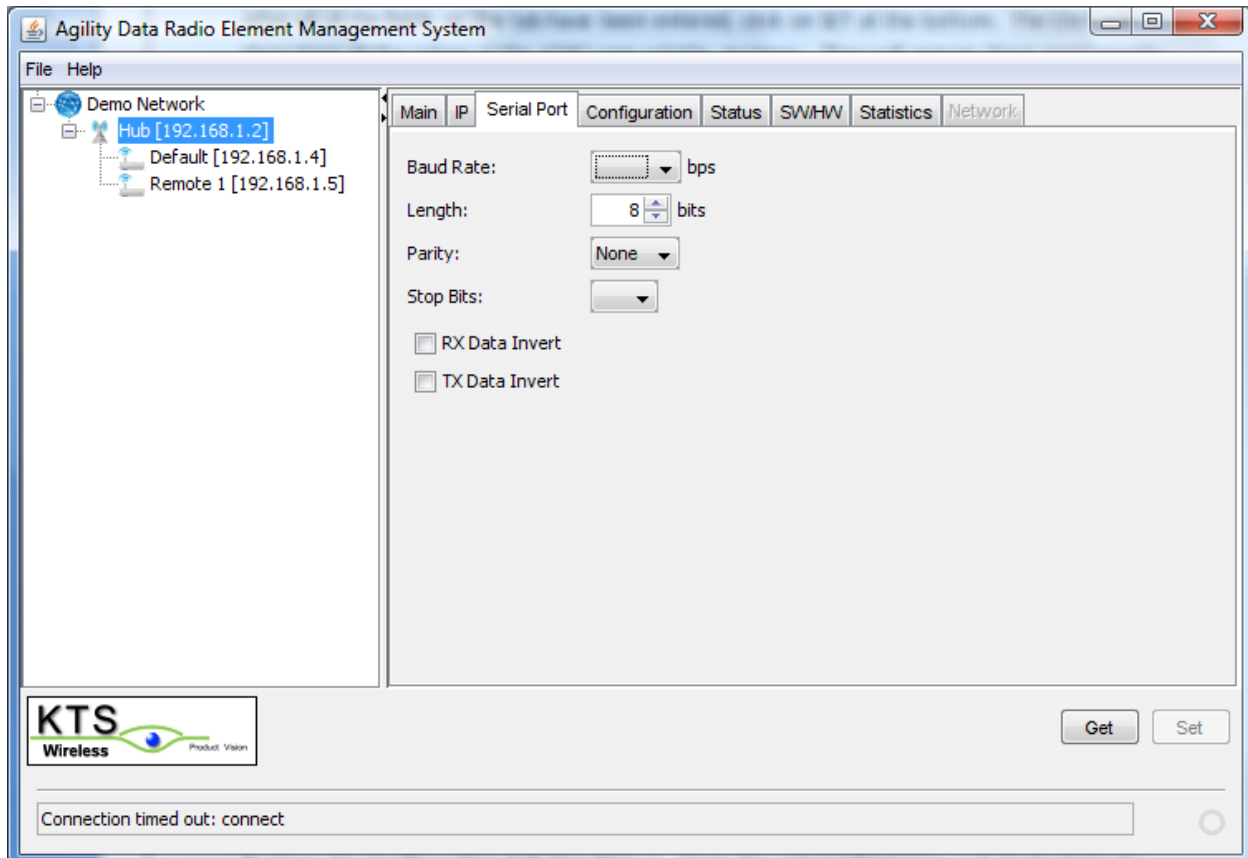 Agility Data Radio Element Management System
File Help
Demo Network
Hub [192.168.1.2]
Default [192.168.1.4]
Remote 1 [192.168.1.5]
Main IP Serial Port Configuration Status SW/HW Statistics Network
Baud Rate: bps
Length: 8 bits
Parity: None
Stop Bits:
RX Data Invert
TX Data Invert
KTS
Wireless Product Vision
Get Set
Connection timed out: connect